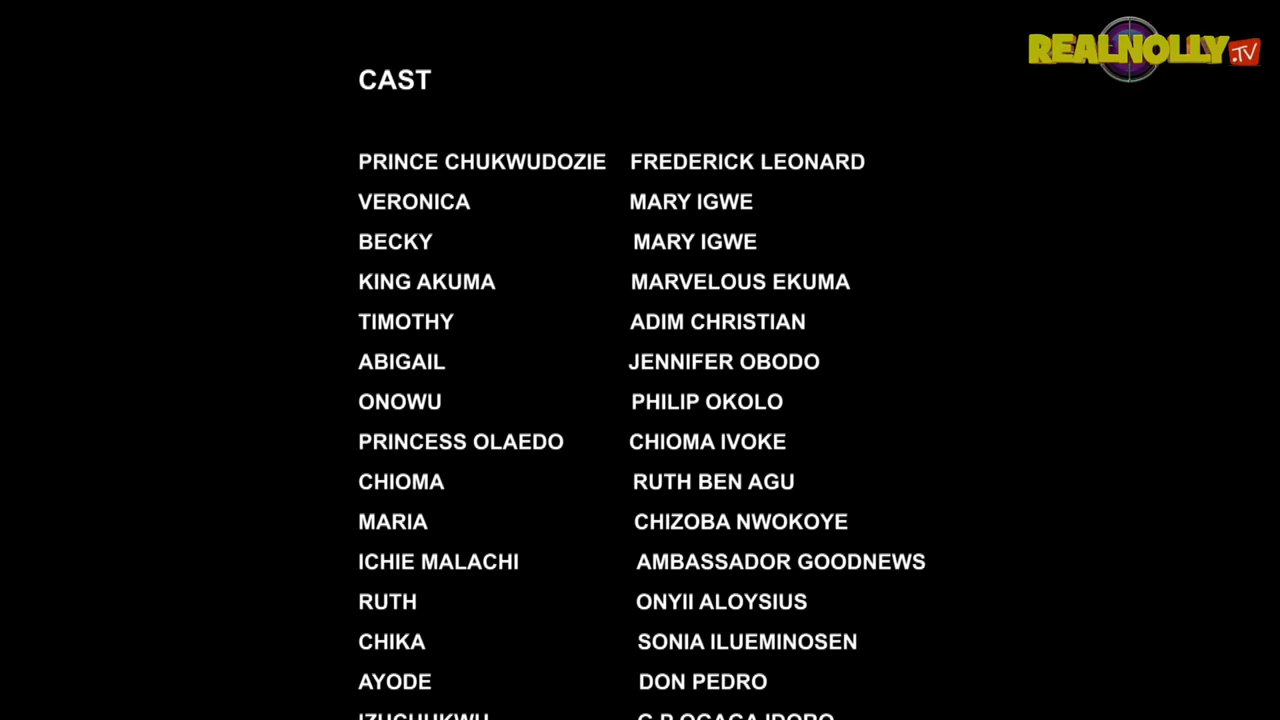 REALNOLLY.TV
CAST
PRINCE CHUKWUDOZIE FREDERICK LEONARD
VERONICA MARY IGWE
BECKY MARY IGWE
KING AKUMA MARVELOUS EKUMA
TIMOTHY ADIM CHRISTIAN
ABIGAIL JENNIFER OBODO
ONOWU PHILIP OKOLO
PRINCESS OLAEDO CHIOMA IVOKE
CHIOMA RUTH BEN AGU
MARIA CHIZOBA NWOKOYE
ICHIE MALACHI AMBASSADOR GOODNEWS
RUTH ONYII ALOYSIUS
CHIKA SONIA ILUEMINOSEN
AYODE DON PEDRO